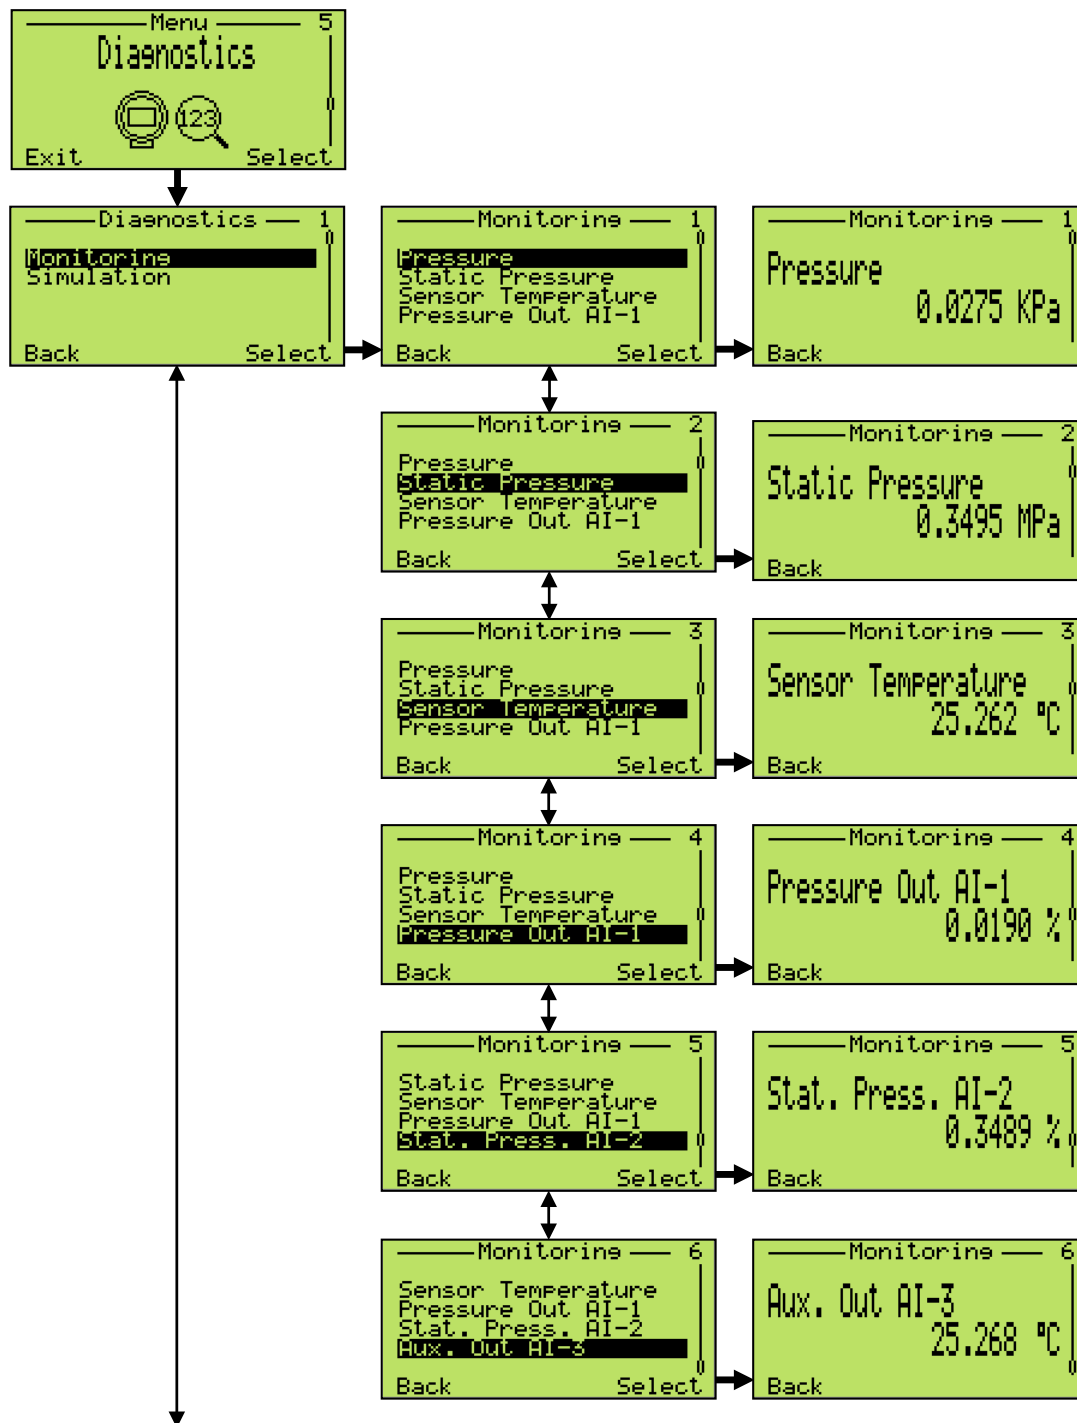 Menu 5
Diagnostics
123
Exit Select
Diagnostics 1
Monitoring
Simulation
Back Select
Monitoring 1
Pressure
Static Pressure
Sensor Temperature
Pressure Out AI-1
Back Select
Monitoring 1
Pressure
0.0275 KPa
Back
Monitoring 2
Pressure
Static Pressure
Sensor Temperature
Pressure Out AI-1
Back Select
Monitoring 2
Static Pressure
0.3495 MPa
Back
Monitoring 3
Pressure
Static Pressure
Sensor Temperature
Pressure Out AI-1
Back Select
Monitoring 3
Sensor Temperature
25.262 °C
Back
Monitoring 4
Pressure
Static Pressure
Sensor Temperature
Pressure Out AI-1
Back Select
Monitoring 4
Pressure Out AI-1
0.0190 %
Back
Monitoring 5
Static Pressure
Sensor Temperature
Pressure Out AI-1
Stat. Press. AI-2
Back Select
Monitoring 5
Stat. Press. AI-2
0.3489 %
Back
Monitoring 6
Sensor Temperature
Pressure Out AI-1
Stat. Press. AI-2
Aux. Out AI-3
Back Select
Monitoring 6
Aux. Out AI-3
25.268 °C
Back